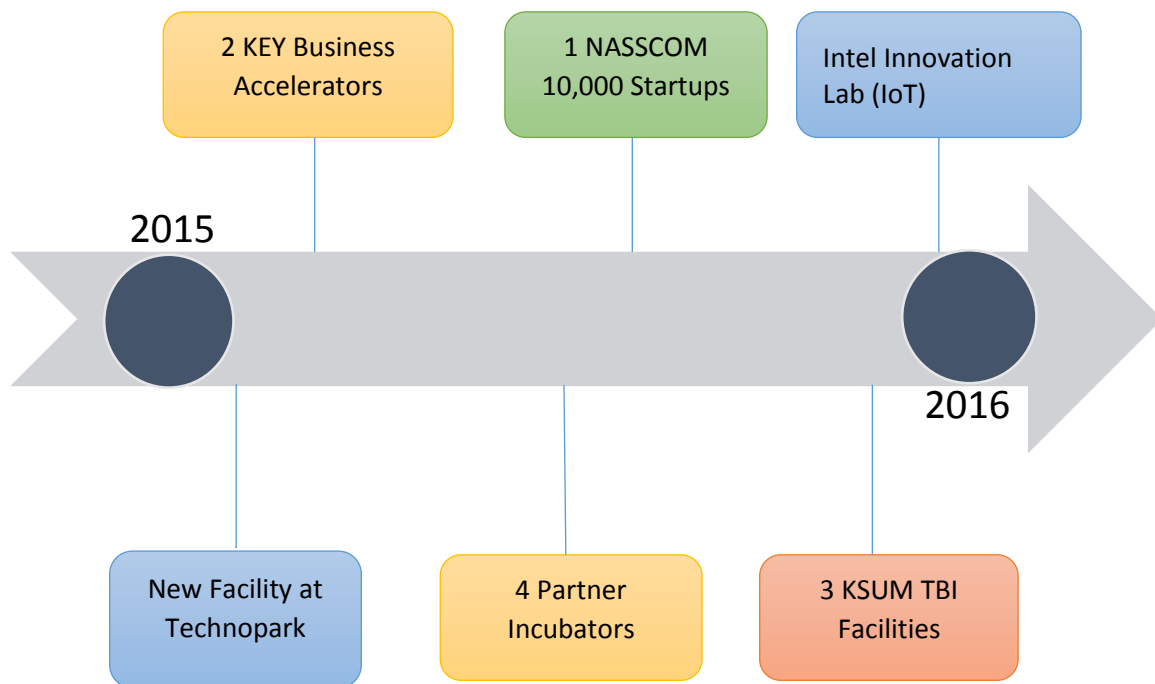 2 KEY Business
Accelerators
1 NASSCOM
10,000 Startups
Intel Innovation
Lab (IoT)
2015
2016
New Facility at
Technopark
4 Partner
Incubators
3 KSUM TBI
Facilities